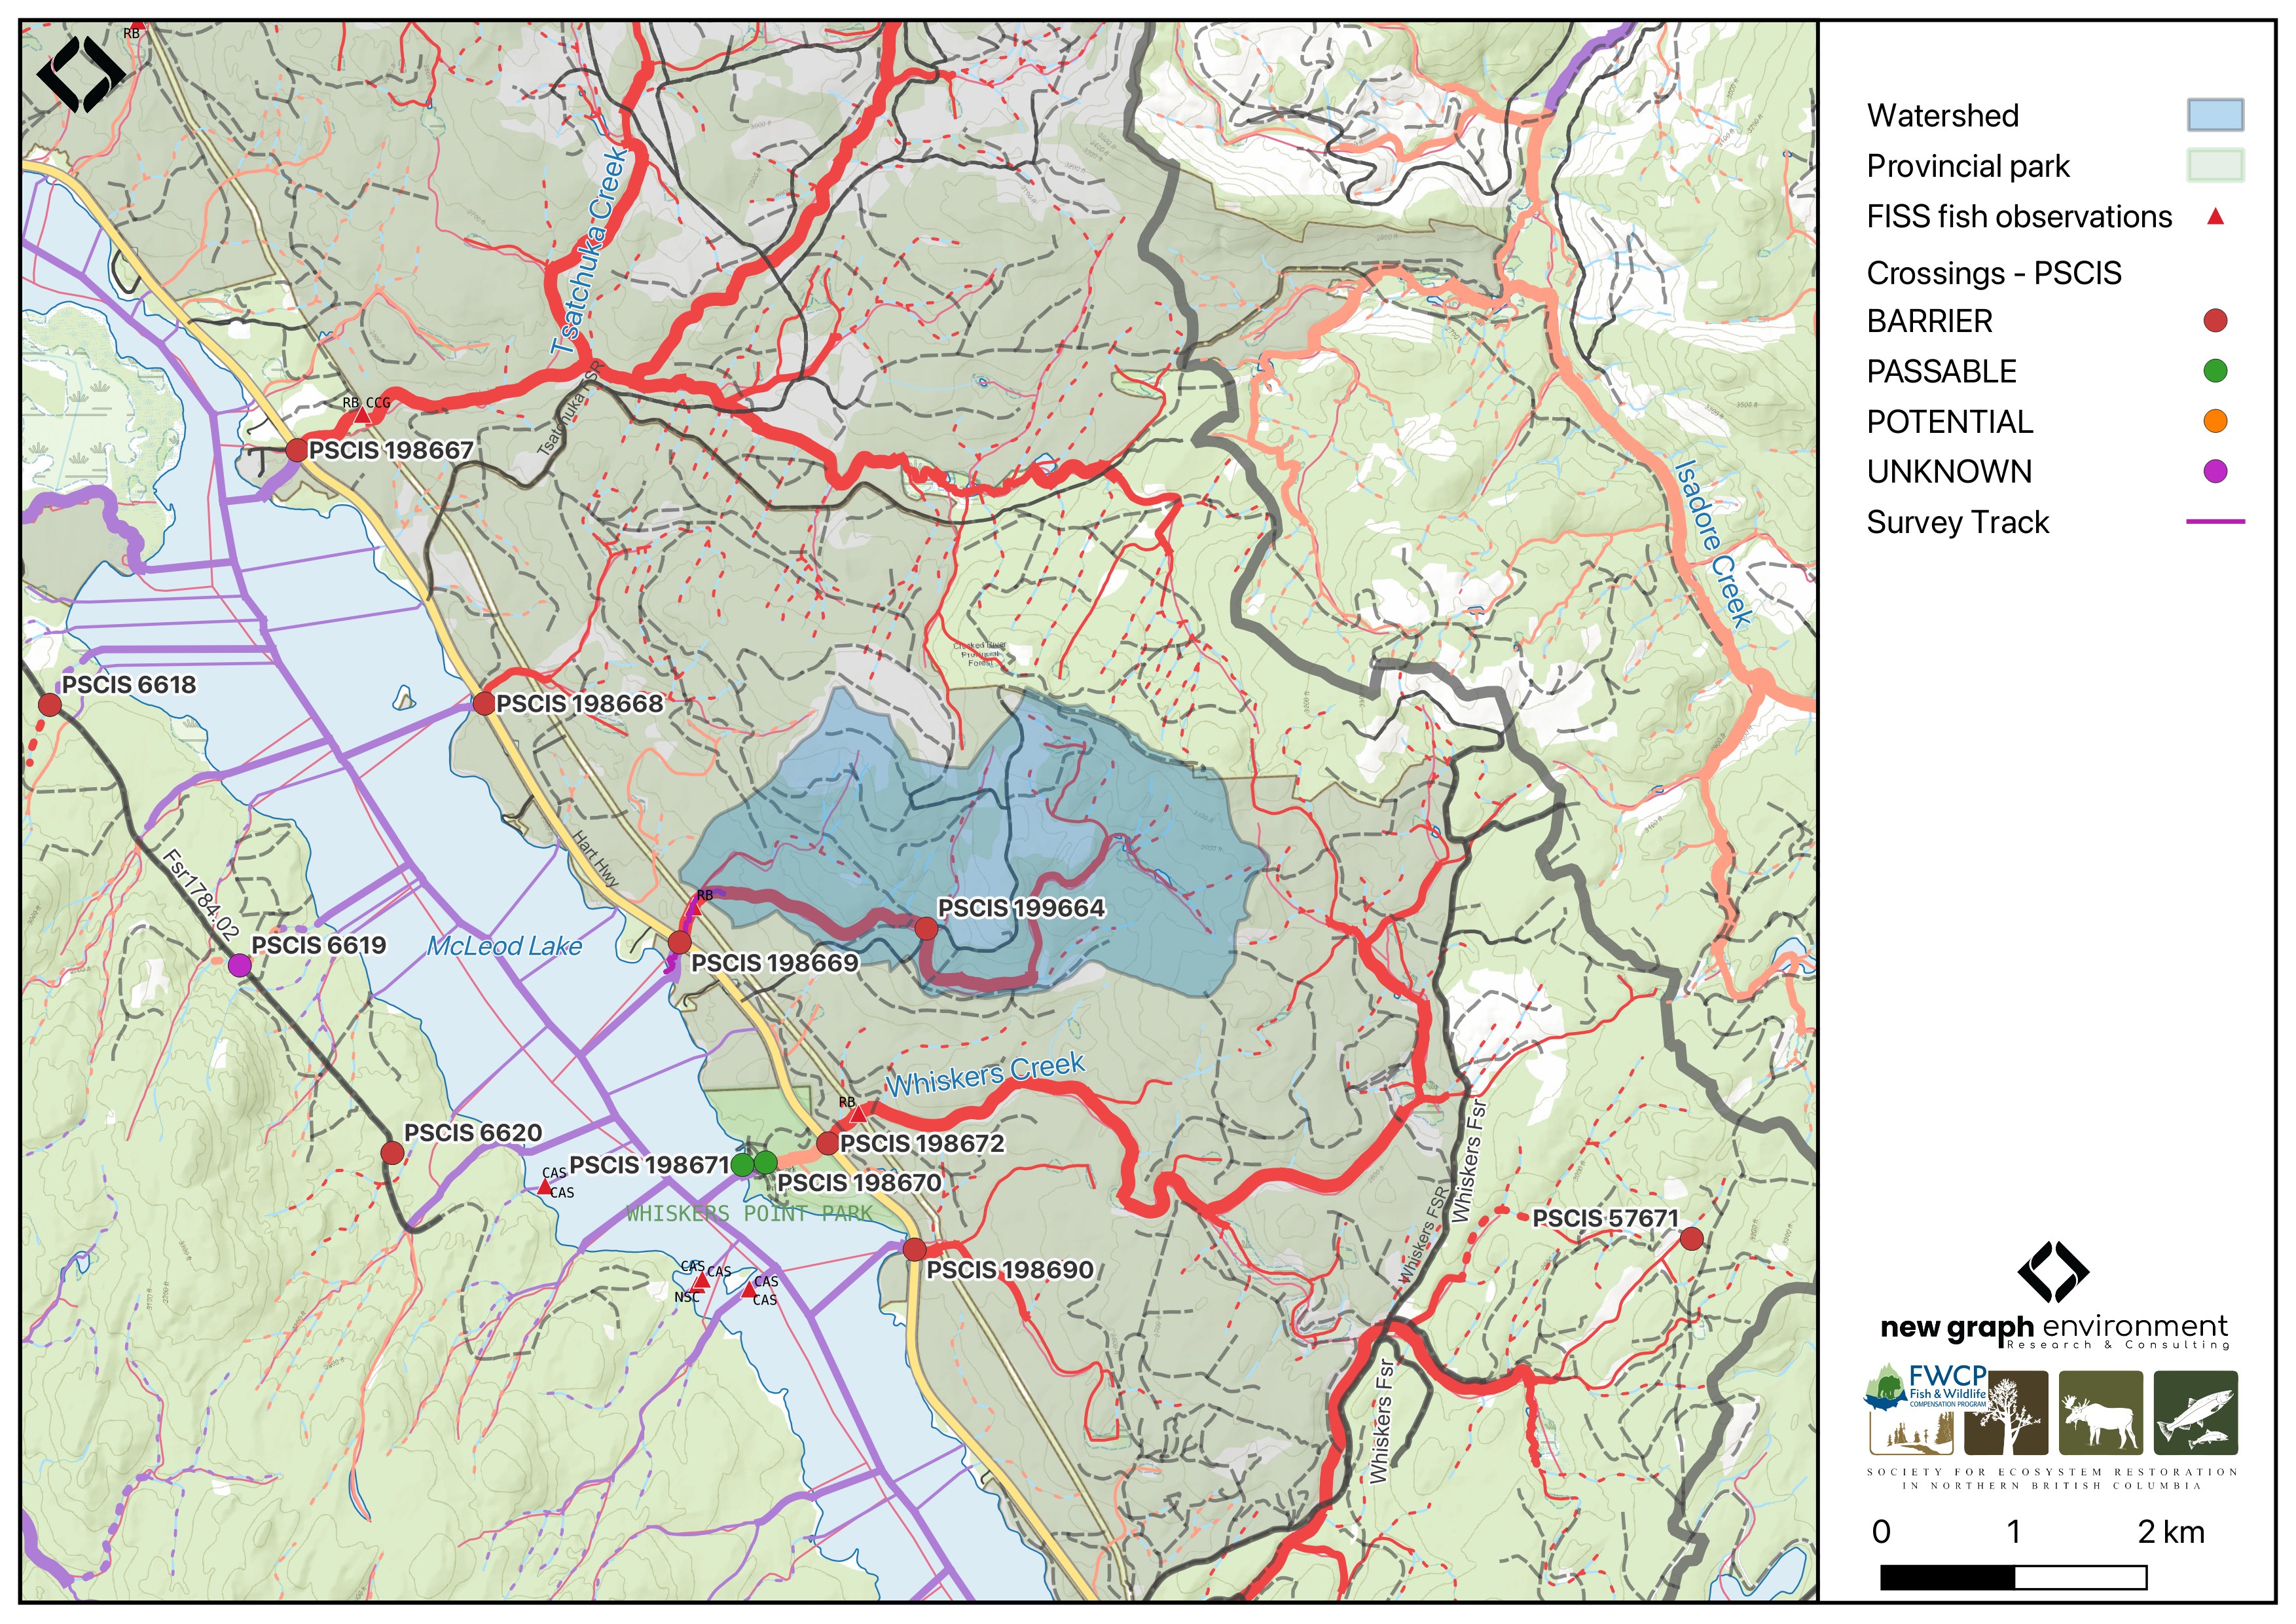 RB
Tsatchuka Creek
RB CCG
PSCIS 198667
Tsatchuka FSR
Isadore Creek
Crooked River
Provincial
Forest
PSCIS 6618
PSCIS 198668
Hart Hwy
Fsr1784.02
RB
PSCIS 199664
PSCIS 6619
McLeod Lake
PSCIS 198669
Whiskers Creek
RB
PSCIS 6620
PSCIS 198672
PSCIS 198671
CAS
CAS
PSCIS 198670
WHISKERS POINT PARK
Whiskers Fsr
Whiskers FSR
PSCIS 57671
CAS
CAS
NSC
CAS
CAS
PSCIS 198690
Whiskers Fsr
Watershed
Provincial park
FISS fish observations
Crossings - PSCIS
BARRIER
PASSABLE
POTENTIAL
UNKNOWN
Survey Track
new graph environment
Research & Consulting
FWCP
Fish & Wildlife
COMPENSATION PROGRAM
SOCIETY FOR ECOSYSTEM RESTORATION
IN NORTHERN BRITISH COLUMBIA
0 1 2 km